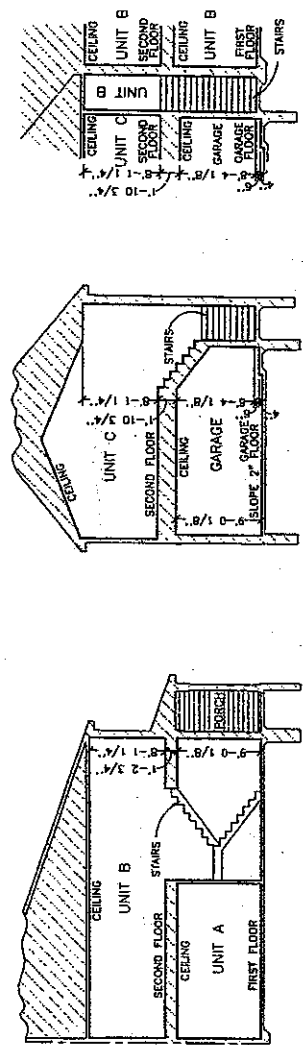 CEILING
UNIT B
SECOND FLOOR
CEILING
UNIT A
FIRST FLOOR
STAIRS
PORCH
8'-1 1/4"
1'-2 3/4"
9'-0 1/8"
CEILING
UNIT C
SECOND FLOOR
CEILING
GARAGE
GARAGE
FLOOR
SLOPE 2"
STAIRS
8'-1 1/4"
1'-10 3/4"
8'-4 1/8"
9'-0 1/8"
4"
CEILING
UNIT C
SECOND
FLOOR
CEILING
GARAGE
GARAGE
FLOOR
UNIT B
CEILING
UNIT B
SECOND
FLOOR
CEILING
UNIT B
FIRST
FLOOR
STAIRS
8'-1 1/4"
1'-10 3/4"
8'-4 1/8"
6"
4"